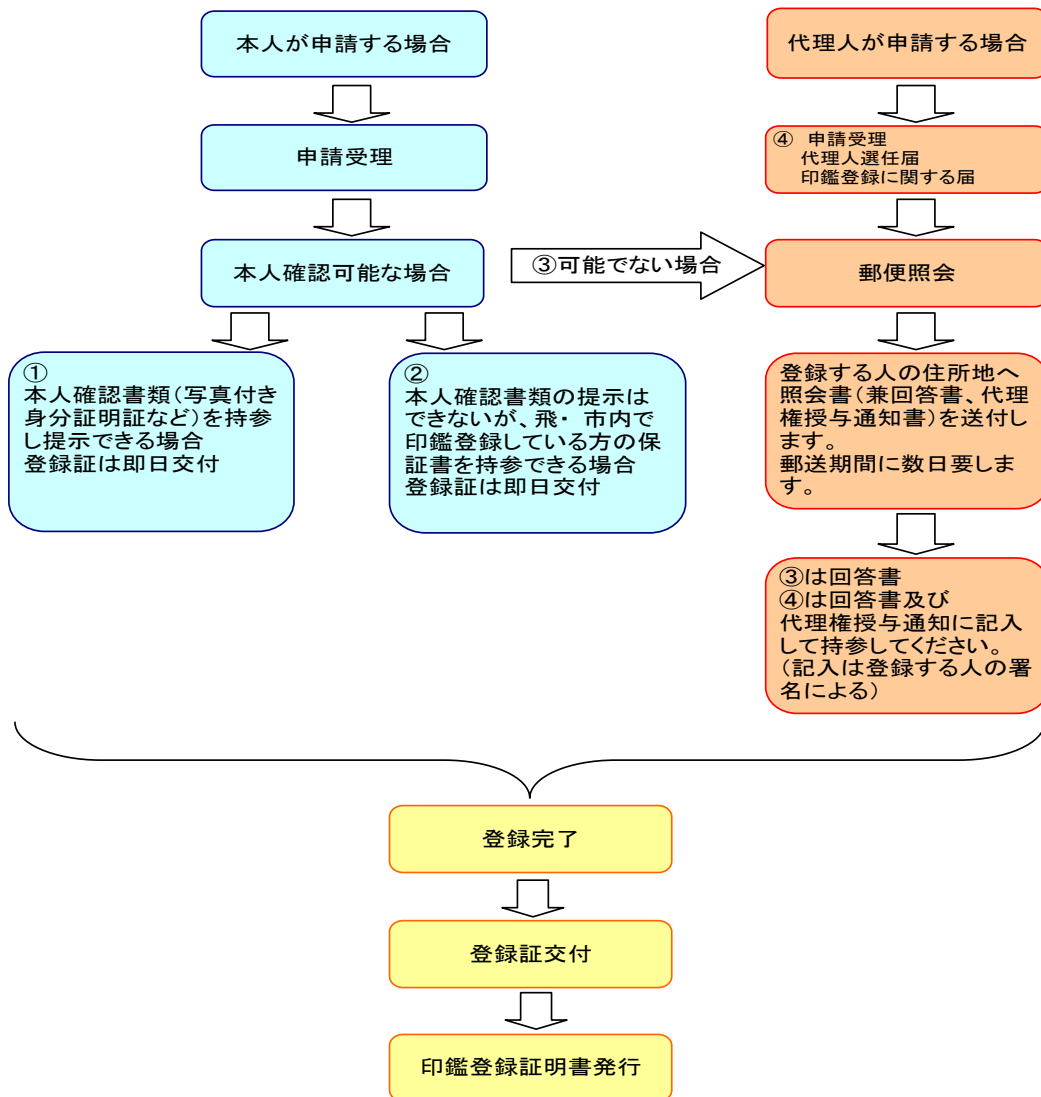 本人が申請する場合
申請受理
本人確認可能な場合
①
本人確認書類(写真付き
身分証明証など)を持参
し提示できる場合
登録証は即日交付
②
本人確認書類の提示は
できないが、飛・ 市内で
印鑑登録している方の保
証書を持参できる場合
登録証は即日交付
③可能でない場合
代理人が申請する場合
④ 申請受理
代理人選任届
印鑑登録に関する届
郵便照会
登録する人の住所地へ
照会書(兼回答書、代理
権授与通知書)を送付し
ます。
郵送期間に数日要しま
す。
③は回答書
④は回答書及び
代理権授与通知に記入
して持参してください。
(記入は登録する人の署
名による)
登録完了
登録証交付
印鑑登録証明書発行